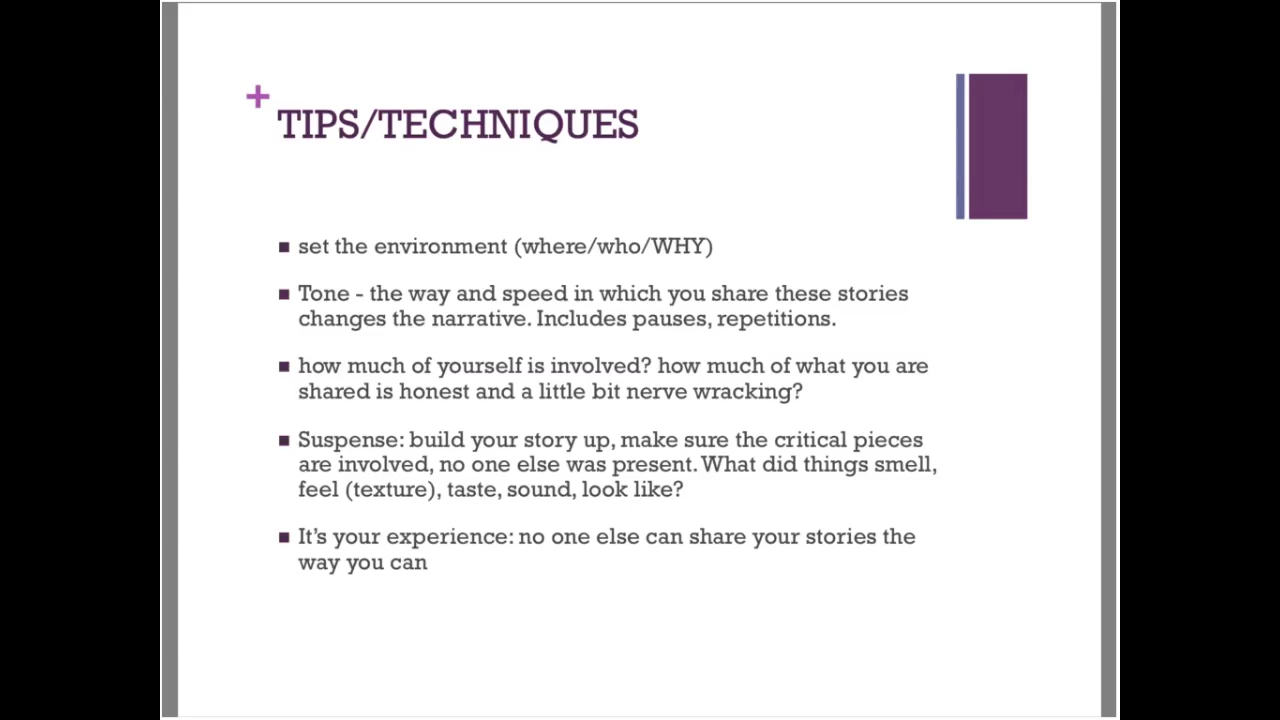 +
TIPS/TECHNIQUES
set the environment (where/who/WHY)
Tone - the way and speed in which you share these stories
changes the narrative. Includes pauses, repetitions.
how much of yourself is involved? how much of what you are
shared is honest and a little bit nerve wracking?
Suspense: build your story up, make sure the critical pieces
are involved, no one else was present. What did things smell,
feel (texture), taste, sound, look like?
It’s your experience: no one else can share your stories the
way you can